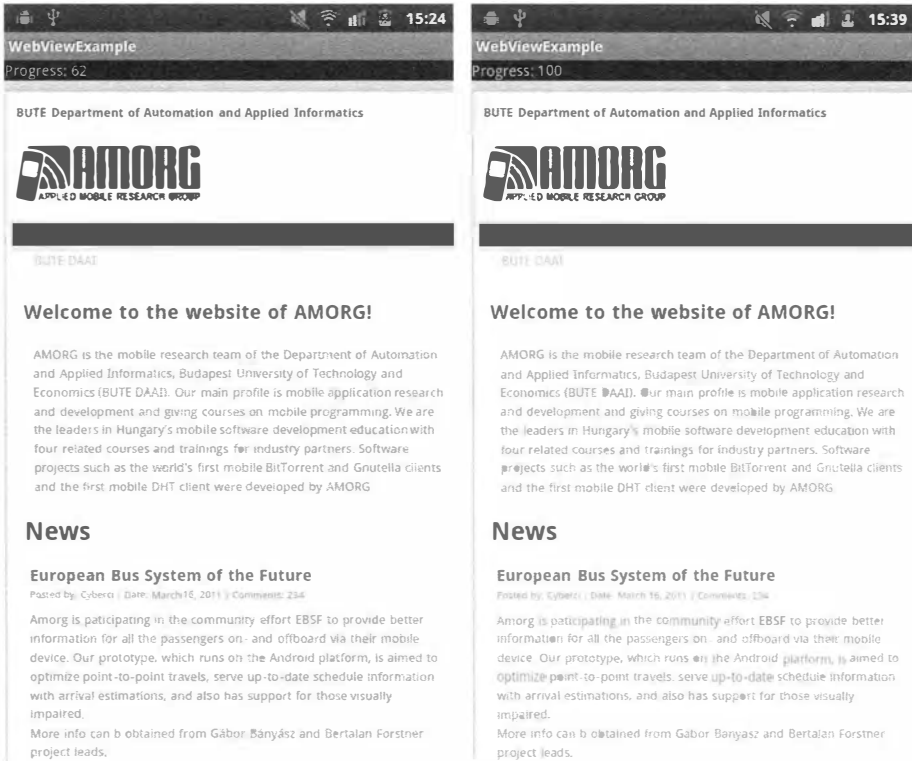 15:24
WebViewExample
Progress: 62
BUTE Department of Automation and Applied Informatics
AMORG
APPLIED MOBILE RESEARCH GROUP
BUTE DAAI
Welcome to the website of AMORG!
AMORG is the mobile research team of the Department of Automation
and Applied Informatics, Budapest University of Technology and
Economics (BUTE DAAI). Our main profile is mobile application research
and development and giving courses on mobile programming. We are
the leaders in Hungary's mobile software development education with
four related courses and trainings for industry partners. Software
projects such as the world's first mobile BitTorrent and Gnutella clients
and the first mobile DHT client were developed by AMORG
News
European Bus System of the Future
Posted by: Cyberci | Date: March 16, 2011 | Comments: 234
Amorg is paticipating in the community effort EBSF to provide better
information for all the passengers on- and offboard via their mobile
device. Our prototype, which runs on the Android platform, is aimed to
optimize point-to-point travels, serve up-to-date schedule information
with arrival estimations, and also has support for those visually
impaired.
More info can b obtained from Gábor Bányász and Bertalan Forstner
project leads.
15:39
WebViewExample
Progress: 100
BUTE Department of Automation and Applied Informatics
AMORG
APPLIED MOBILE RESEARCH GROUP
BUTE DAAI
Welcome to the website of AMORG!
AMORG is the mobile research team of the Department of Automation
and Applied Informatics, Budapest University of Technology and
Economics (BUTE DAAI). Our main profile is mobile application research
and development and giving courses on mobile programming. We are
the leaders in Hungary's mobile software development education with
four related courses and trainings for industry partners. Software
projects such as the world's first mobile BitTorrent and Gnutella clients
and the first mobile DHT client were developed by AMORG
News
European Bus System of the Future
Posted by: Cyberci | Date: March 16, 2011 | Comments: 234
Amorg is paticipating in the community effort EBSF to provide better
information for all the passengers on- and offboard via their mobile
device. Our prototype, which runs on the Android platform, is aimed to
optimize point-to-point travels, serve up-to-date schedule information
with arrival estimations, and also has support for those visually
impaired.
More info can b obtained from Gábor Bányász and Bertalan Forstner
project leads.